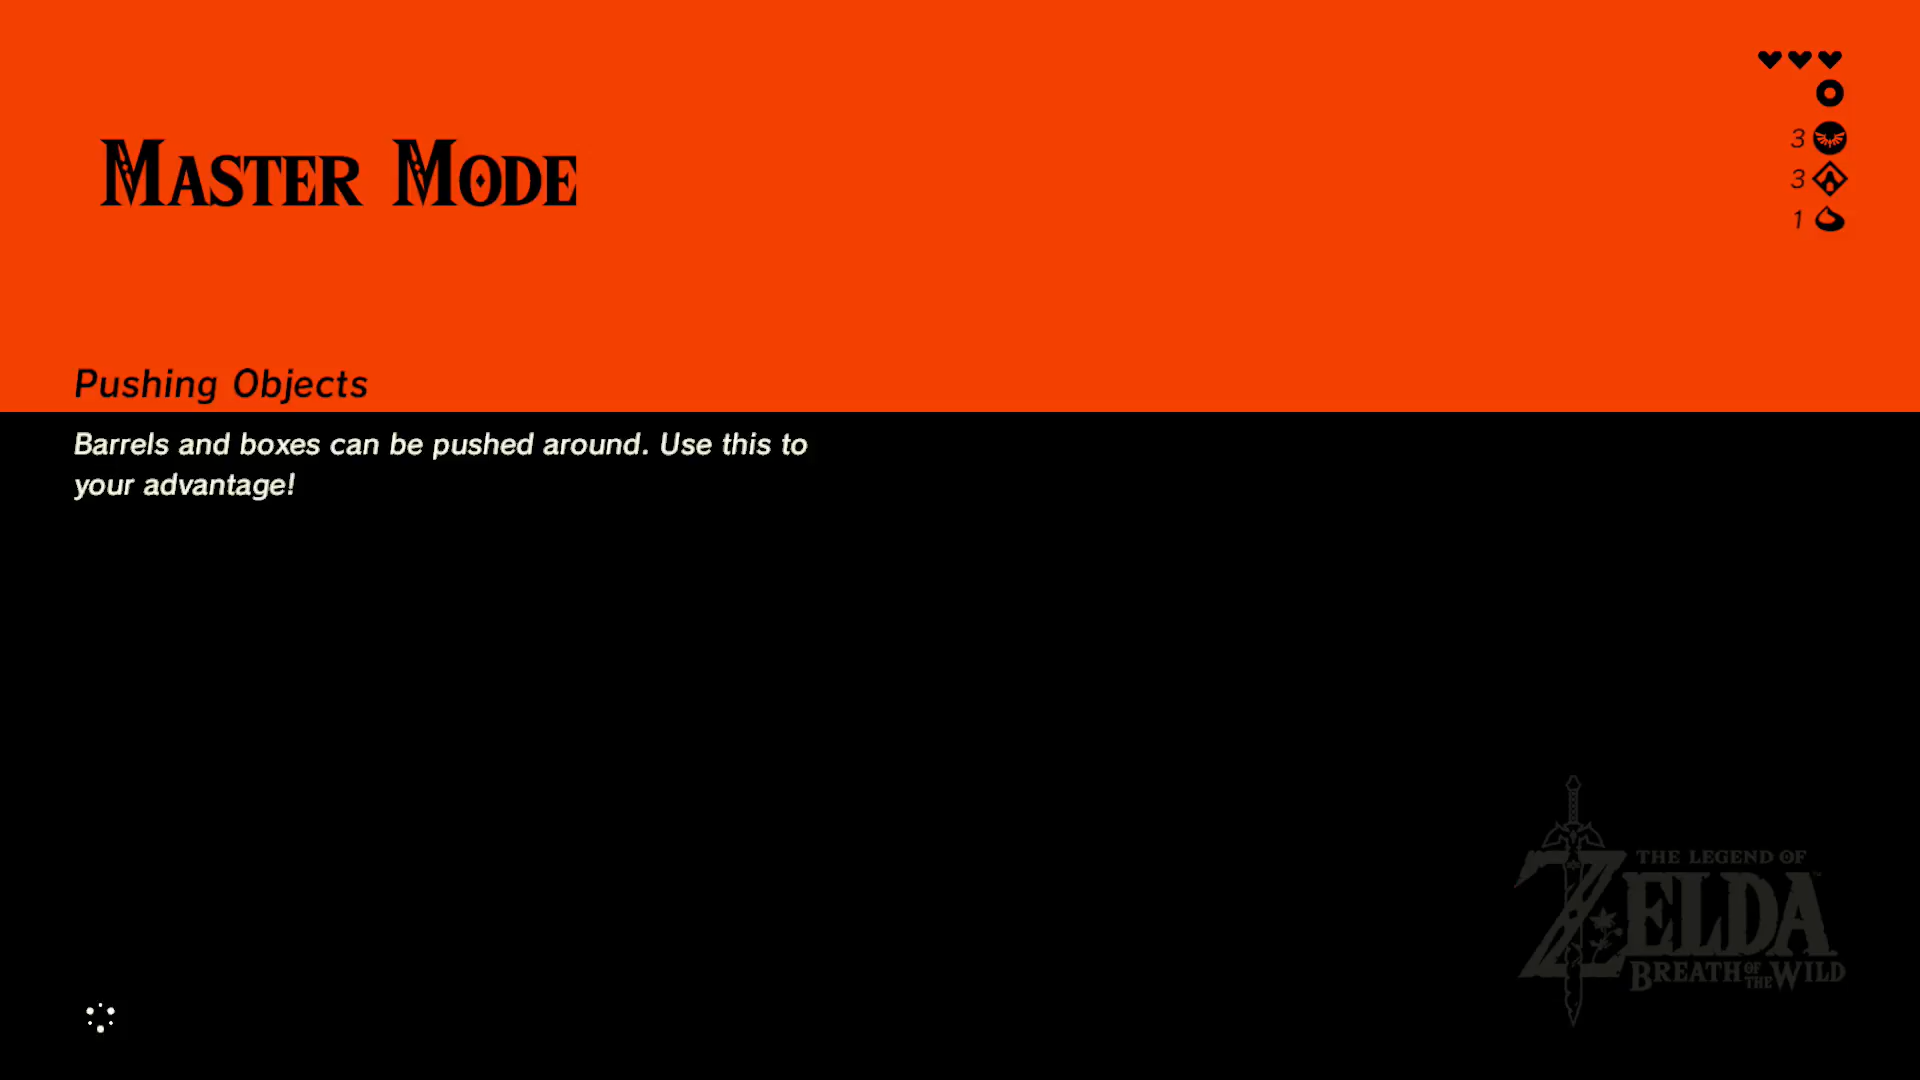 MASTER MODE
3
3
1
Pushing Objects
Barrels and boxes can be pushed around. Use this to
your advantage!
THE LEGEND OF
ZELDA™
BREATH OF THE WILD